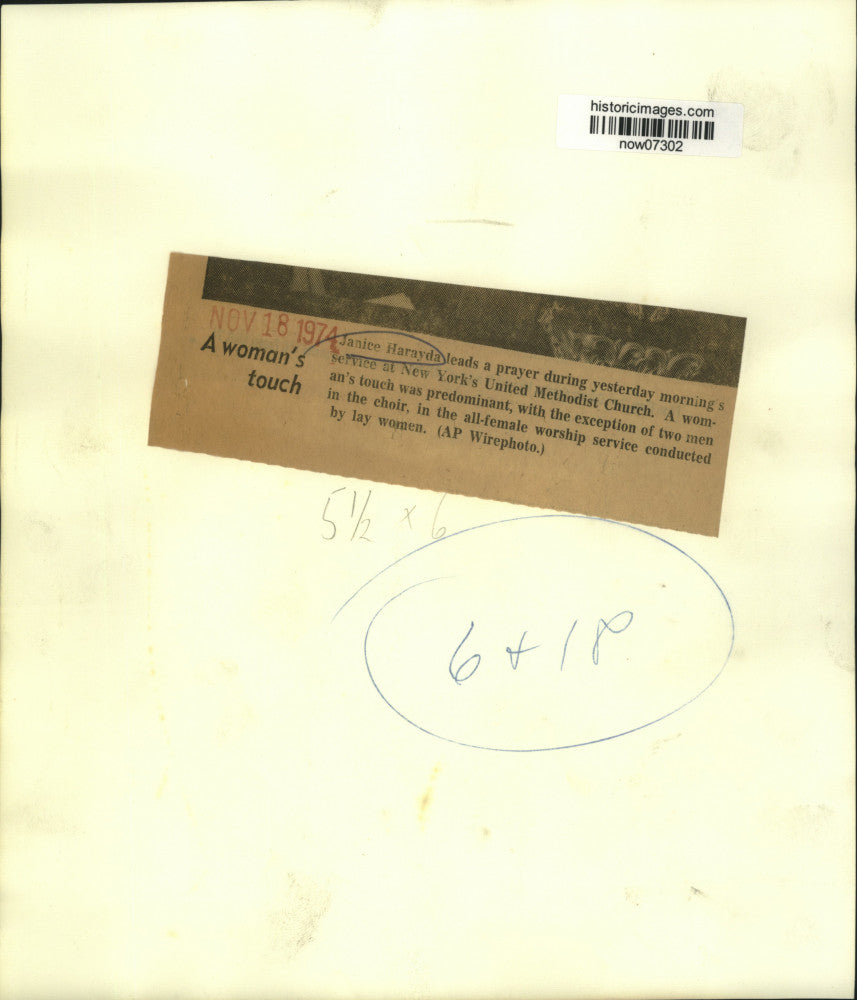 historicimages.com
now07302
NOV 18 1974
A woman's
touch
Janice Harayda leads a prayer during yesterday morning's
service at New York's United Methodist Church. A wom-
an's touch was predominant, with the exception of two men
in the choir, in the all-female worship service conducted
by lay women. (AP Wirephoto.)
5 1/2 x 6
6 + 18